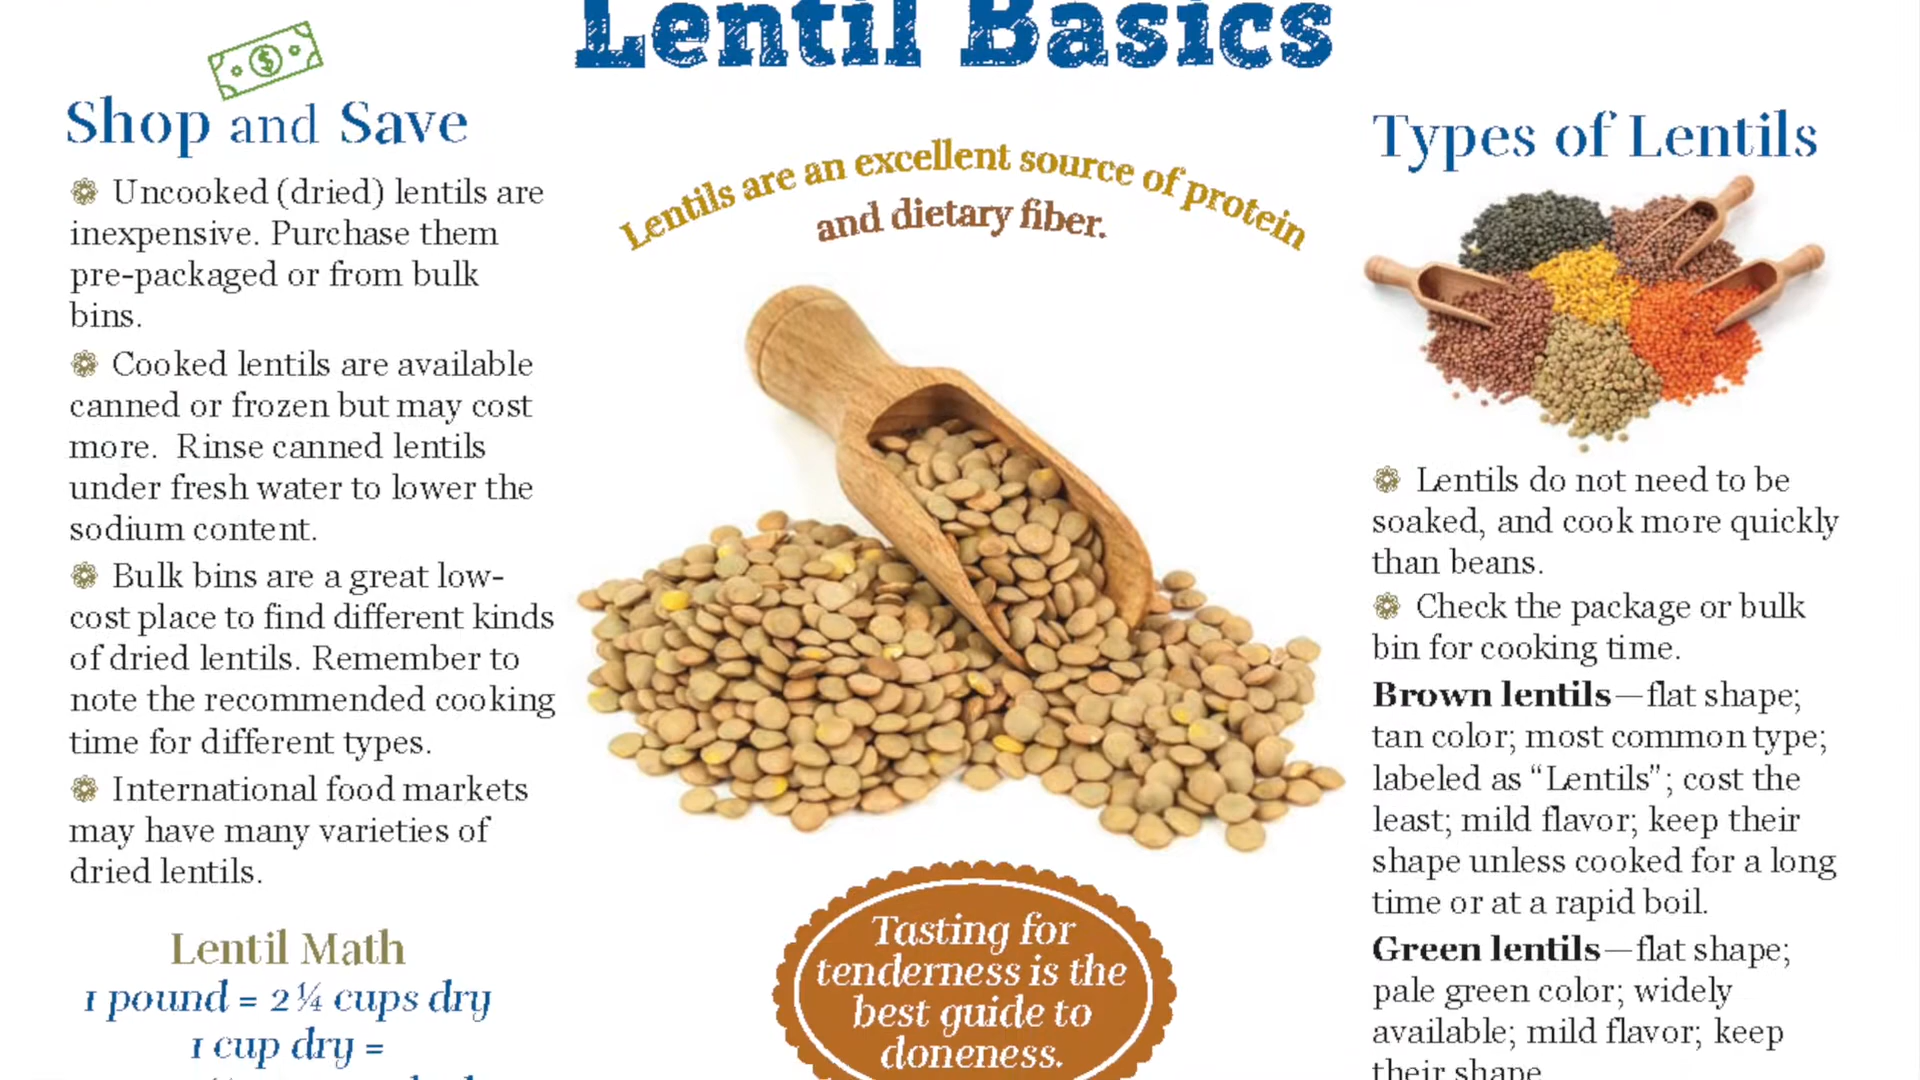 Lentil Basics
Shop and Save
Uncooked (dried) lentils are
inexpensive. Purchase them
pre-packaged or from bulk
bins.
Cooked lentils are available
canned or frozen but may cost
more. Rinse canned lentils
under fresh water to lower the
sodium content.
Bulk bins are a great low-
cost place to find different kinds
of dried lentils. Remember to
note the recommended cooking
time for different types.
International food markets
may have many varieties of
dried lentils.
Lentil Math
1 pound = 2¼ cups dry
1 cup dry =
Lentils are an excellent source of protein
and dietary fiber.
Tasting for
tenderness is the
best guide to
doneness.
Types of Lentils
Lentils do not need to be
soaked, and cook more quickly
than beans.
Check the package or bulk
bin for cooking time.
Brown lentils—flat shape;
tan color; most common type;
labeled as “Lentils”; cost the
least; mild flavor; keep their
shape unless cooked for a long
time or at a rapid boil.
Green lentils—flat shape;
pale green color; widely
available; mild flavor; keep
their shape